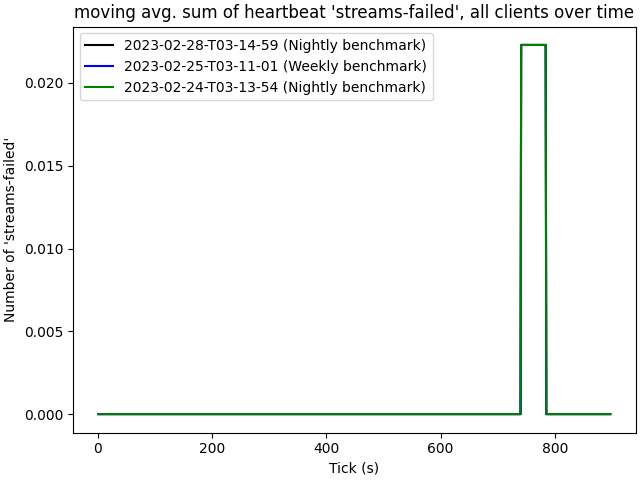 moving avg. sum of heartbeat 'streams-failed', all clients over time
2023-02-28-T03-14-59 (Nightly benchmark)
2023-02-25-T03-11-01 (Weekly benchmark)
2023-02-24-T03-13-54 (Nightly benchmark)
Number of 'streams-failed'
0.020
0.015
0.010
0.005
0.000
0 200 400 600 800
Tick (s)